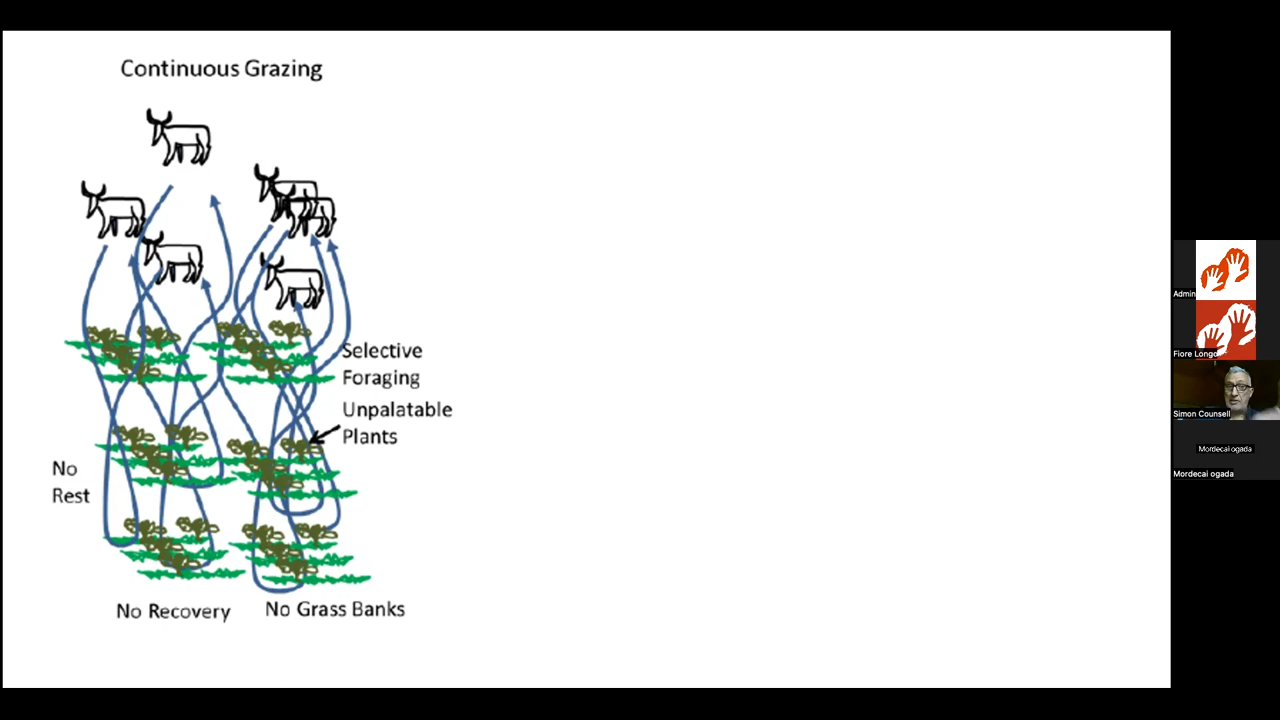 Continuous Grazing
Selective
Foraging
Unpalatable
Plants
No
Rest
No Recovery
No Grass Banks
Admin
Fiore Longo
Simon Counsell
Mordecai ogada
Mordecai ogada